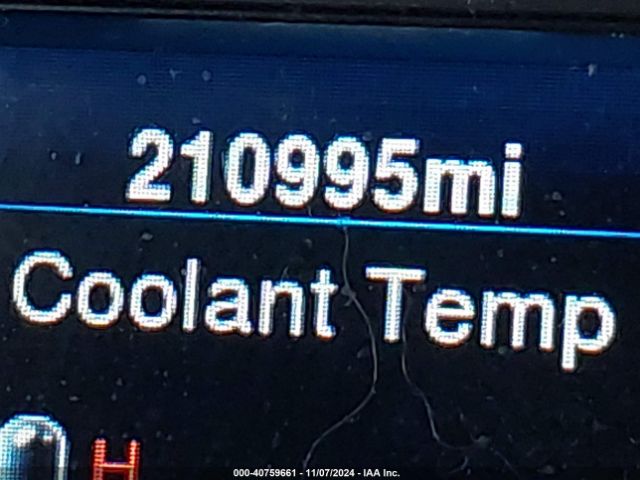 210995mi
Coolant Temp
H
000-40759661 - 11/07/2024 - IAA Inc.